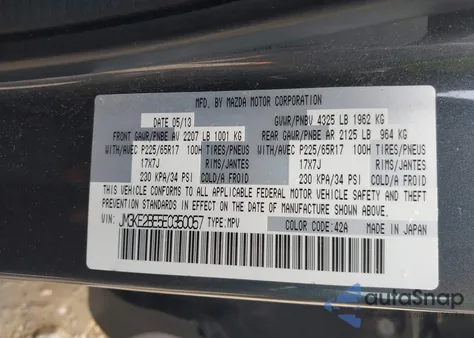 MFD. BY MAZDA MOTOR CORPORATION
DATE 05/13 GVWR/PNBV 4325 LB 1962 KG
FRONT GAWR/PNBE AV 2207 LB 1001 KG REAR GAWR/PNBE AR 2125 LB 964 KG
WITH/AVEC P225/65R17 100H TIRES/PNEUS WITH/AVEC P225/65R17 100H TIRES/PNEUS
17X7J RIMS/JANTES 17X7J RIMS/JANTES
230 KPA/34 PSI COLD/A FROID 230 KPA/34 PSI COLD/A FROID
THIS VEHICLE CONFORMS TO ALL APPLICABLE FEDERAL MOTOR VEHICLE SAFETY AND THEFT
PREVENTION STANDARDS IN EFFECT ON THE DATE OF MANUFACTURE SHOWN ABOVE.
VIN: JM3KE2BE5E0350057 TYPE:MPV COLOR CODE:42A MADE IN JAPAN
autoSnap